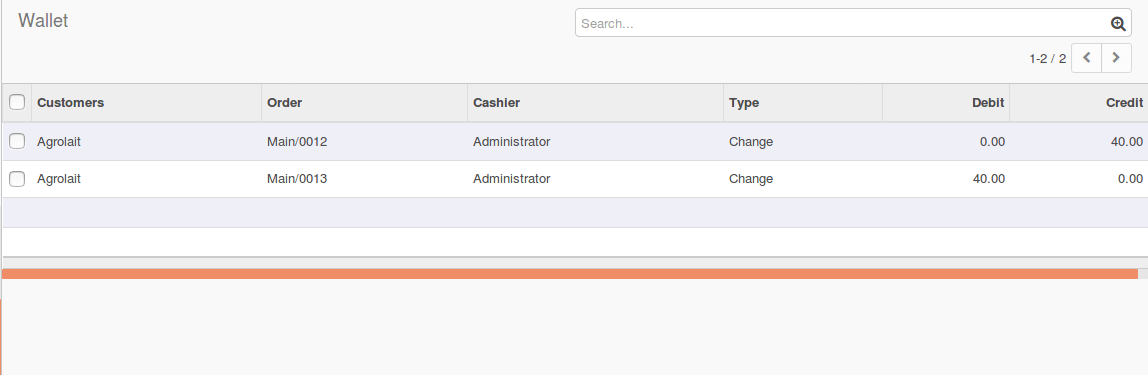 Wallet
Search...
1-2 / 2
Customers Order Cashier Type Debit Credit
Agrolait Main/0012 Administrator Change 0.00 40.00
Agrolait Main/0013 Administrator Change 40.00 0.00